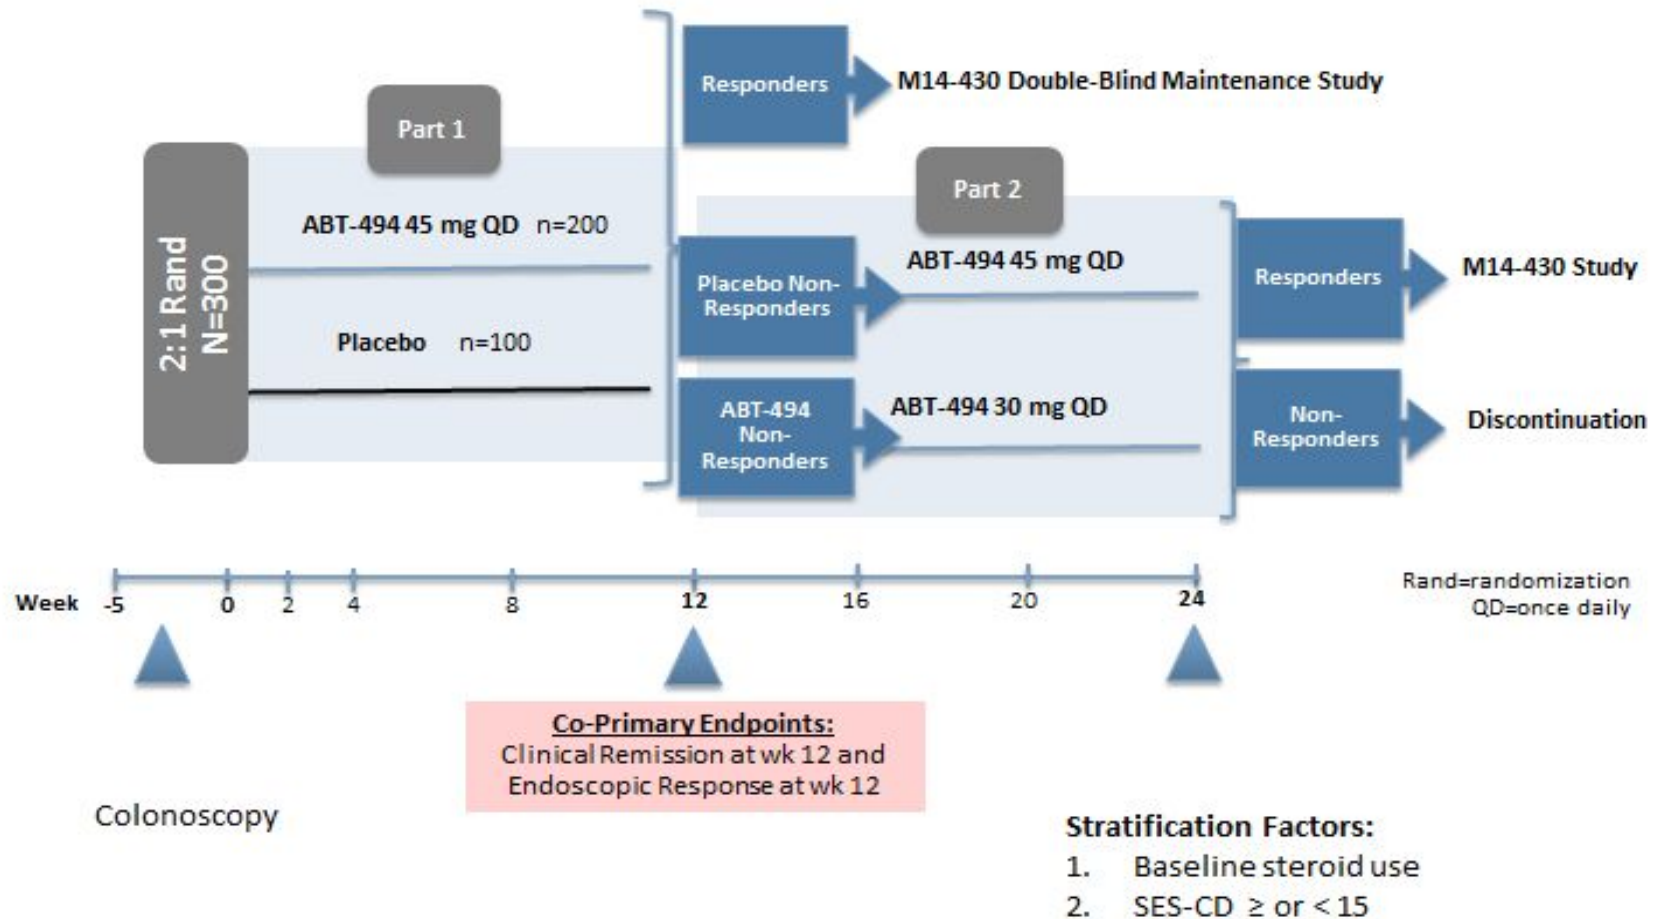 Part 1
2: 1 Rand
N=300
ABT-494 45 mg QD n=200
Placebo n=100
Responders
M14-430 Double-Blind Maintenance Study
Part 2
Placebo Non-
Responders
ABT-494 45 mg QD
ABT-494
Non-
Responders
ABT-494 30 mg QD
Responders
M14-430 Study
Non-
Responders
Discontinuation
Week -5 0 2 4 8 12 16 20 24
Rand=randomization
QD=once daily
Co-Primary Endpoints:
Clinical Remission at wk 12 and
Endoscopic Response at wk 12
Colonoscopy
Stratification Factors:
1. Baseline steroid use
2. SES-CD ≥ or < 15